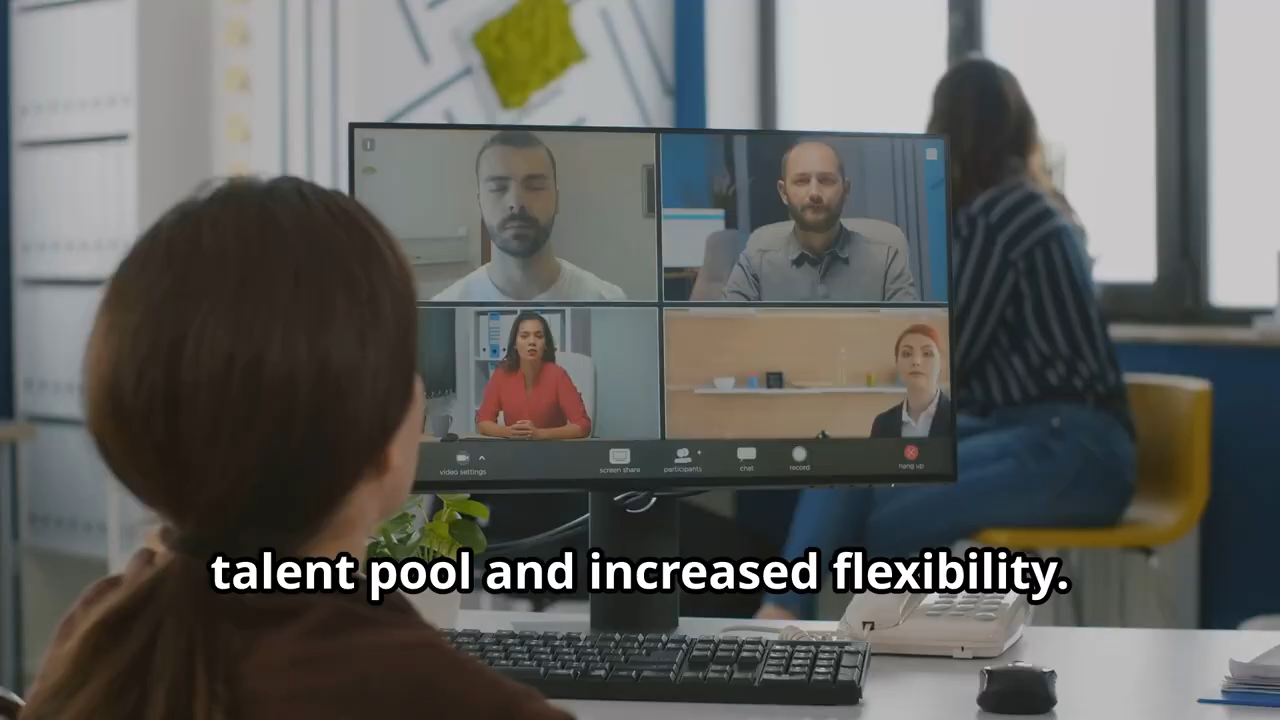 video settings
screen share
participants
chat
record
hang up
talent pool and increased flexibility.